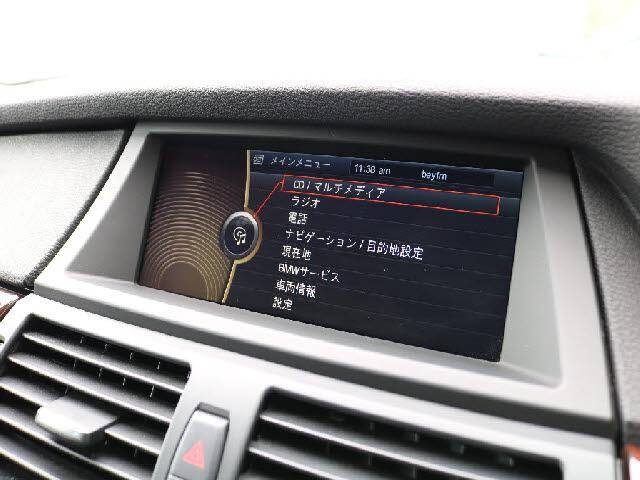 メインメニュー 11:38 am bayfm
CD / マルチメディア
ラジオ
電話
ナビゲーション / 目的地設定
現在地
BMWサービス
車両情報
設定